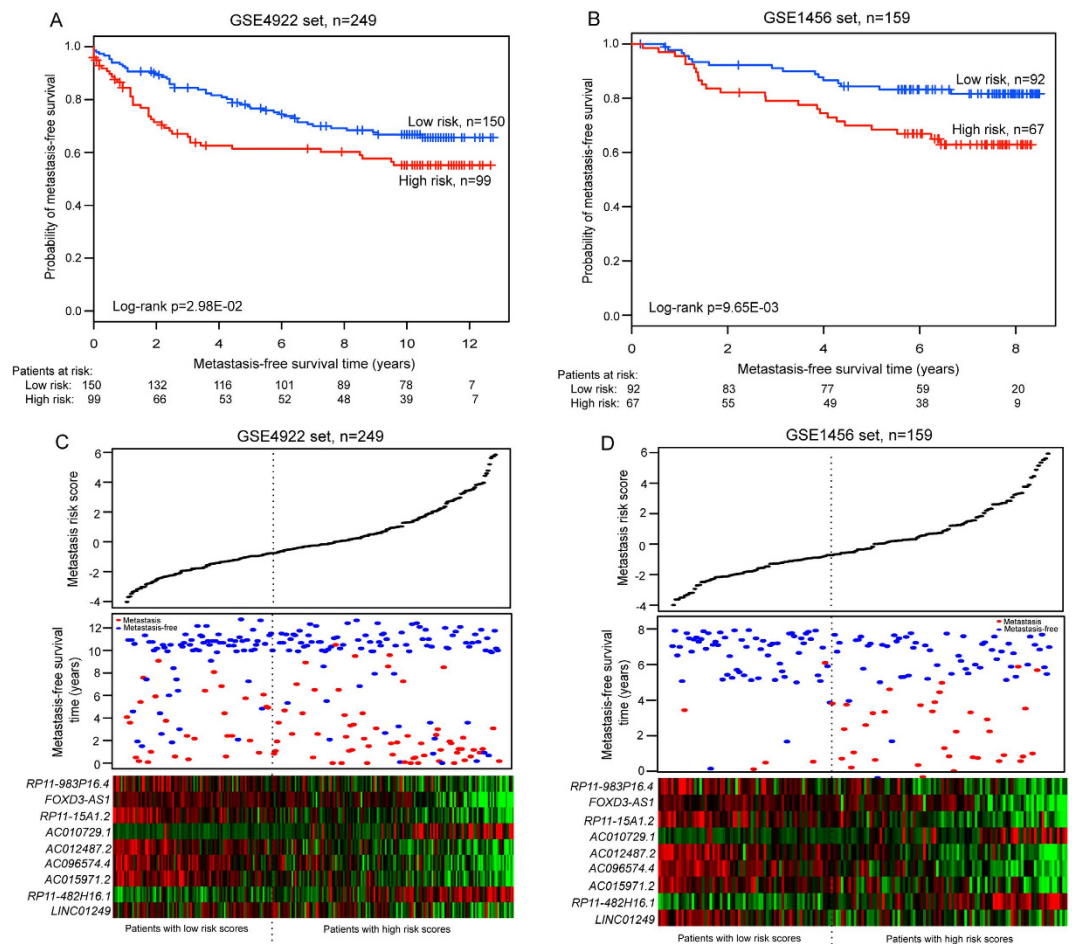 A
GSE4922 set, n=249
Probability of metastasis-free survival
1.0
0.8
0.6
0.4
0.2
0.0
Low risk, n=150
High risk, n=99
Log-rank p=2.98E-02
0 2 4 6 8 10 12
Metastasis-free survival time (years)
Patients at risk:
Low risk: 150 132 116 101 89 78 7
High risk: 99 66 53 52 48 39 7
B
GSE1456 set, n=159
Probability of metastasis-free survival
1.0
0.8
0.6
0.4
0.2
0.0
Low risk, n=92
High risk, n=67
Log-rank p=9.65E-03
0 2 4 6 8
Metastasis-free survival time (years)
Patients at risk:
Low risk: 92 83 77 59 20
High risk: 67 55 49 38 9
C
GSE4922 set, n=249
Metastasis risk score
6
4
2
0
-2
-4
Metastasis-free survival
time (years)
Metastasis
Metastasis-free
12
10
8
6
4
2
0
RP11-983P16.4
FOXD3-AS1
RP11-15A1.2
AC010729.1
AC012487.2
AC096574.4
AC015971.2
RP11-482H16.1
LINC01249
Patients with low risk scores
Patients with high risk scores
D
GSE1456 set, n=159
Metastasis risk score
6
4
2
0
-2
-4
Metastasis-free survival
time (years)
Metastasis
Metastasis-free
8
6
4
2
0
RP11-983P16.4
FOXD3-AS1
RP11-15A1.2
AC010729.1
AC012487.2
AC096574.4
AC015971.2
RP11-482H16.1
LINC01249
Patients with low risk scores
Patients with high risk scores